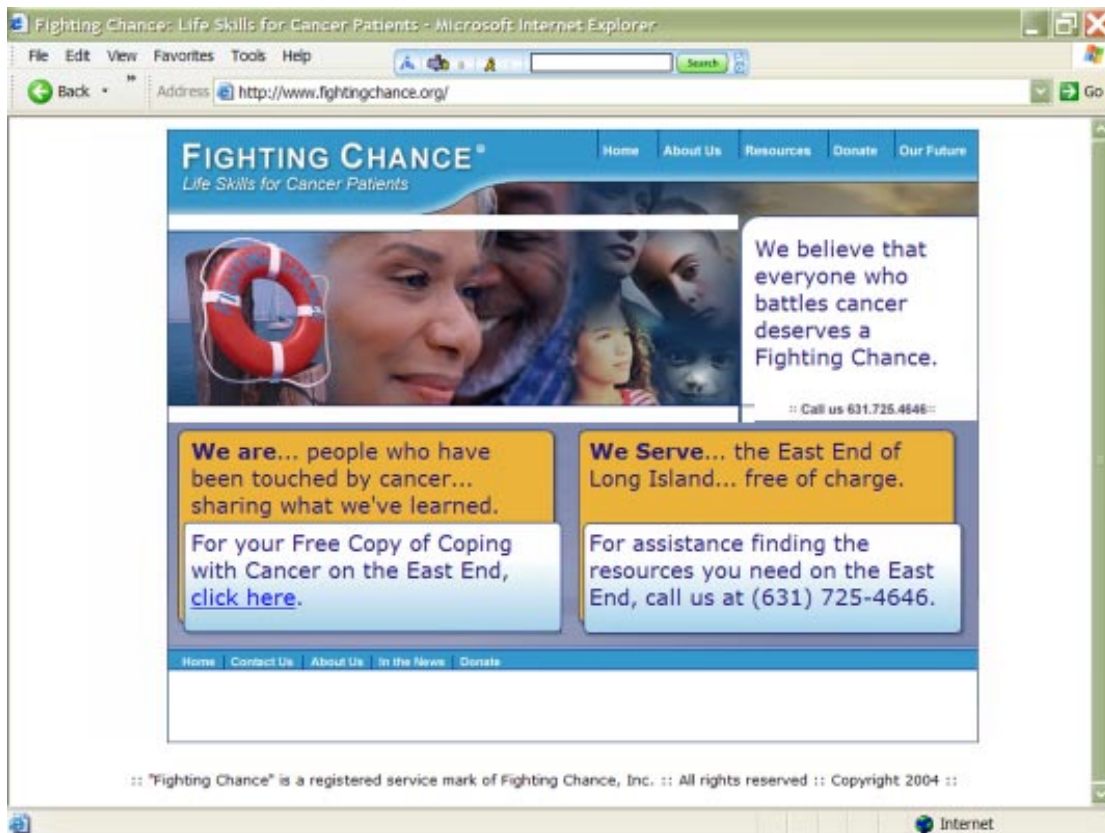 Fighting Chance: Life Skills for Cancer Patients - Microsoft Internet Explorer
File Edit View Favorites Tools Help
Search
Back
Address http://www.fightingchance.org/
Go
FIGHTING CHANCE®
Home About Us Resources Donate Our Future
Life Skills for Cancer Patients
We believe that
everyone who
battles cancer
deserves a
Fighting Chance.
:: Call us 631.725.4646::
We are... people who have
been touched by cancer...
sharing what we've learned.
For your Free Copy of Coping
with Cancer on the East End,
click here.
We Serve... the East End of
Long Island... free of charge.
For assistance finding the
resources you need on the East
End, call us at (631) 725-4646.
Home Contact Us About Us In the News Donate
:: "Fighting Chance" is a registered service mark of Fighting Chance, Inc. :: All rights reserved :: Copyright 2004 ::
Internet